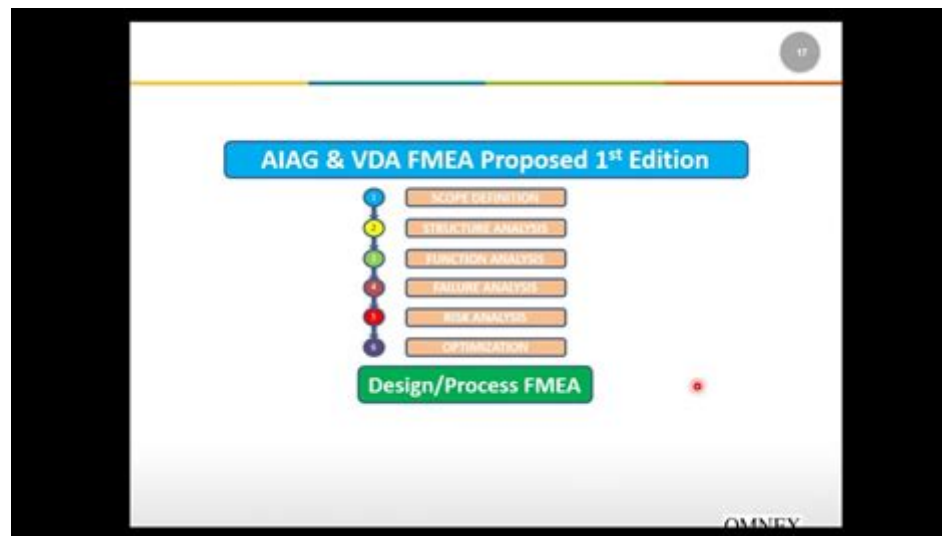 17
AIAG & VDA FMEA Proposed 1st Edition
1 SCOPE DEFINITION
2 STRUCTURE ANALYSIS
3 FUNCTION ANALYSIS
4 FAILURE ANALYSIS
5 RISK ANALYSIS
6 OPTIMIZATION
Design/Process FMEA
OMNEX